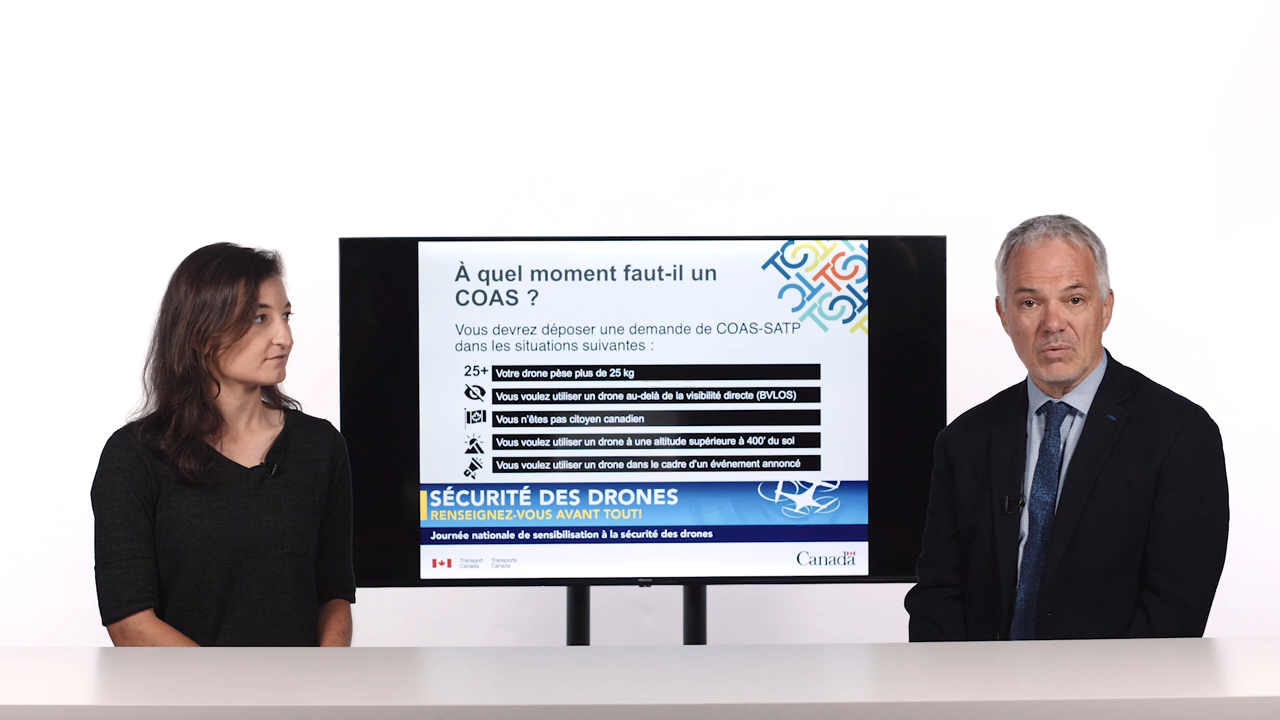 À quel moment faut-il un
COAS ?
Vous devrez déposer une demande de COAS-SATP
dans les situations suivantes :
25+ Votre drone pèse plus de 25 kg
Vous voulez utiliser un drone au-delà de la visibilité directe (BVLOS)
Vous n'êtes pas citoyen canadien
Vous voulez utiliser un drone à une altitude supérieure à 400' du sol
Vous voulez utiliser un drone dans le cadre d'un événement annoncé
SÉCURITÉ DES DRONES
RENSEIGNEZ-VOUS AVANT TOUT!
Journée nationale de sensibilisation à la sécurité des drones
Transport Transports
Canada Canada
Canada